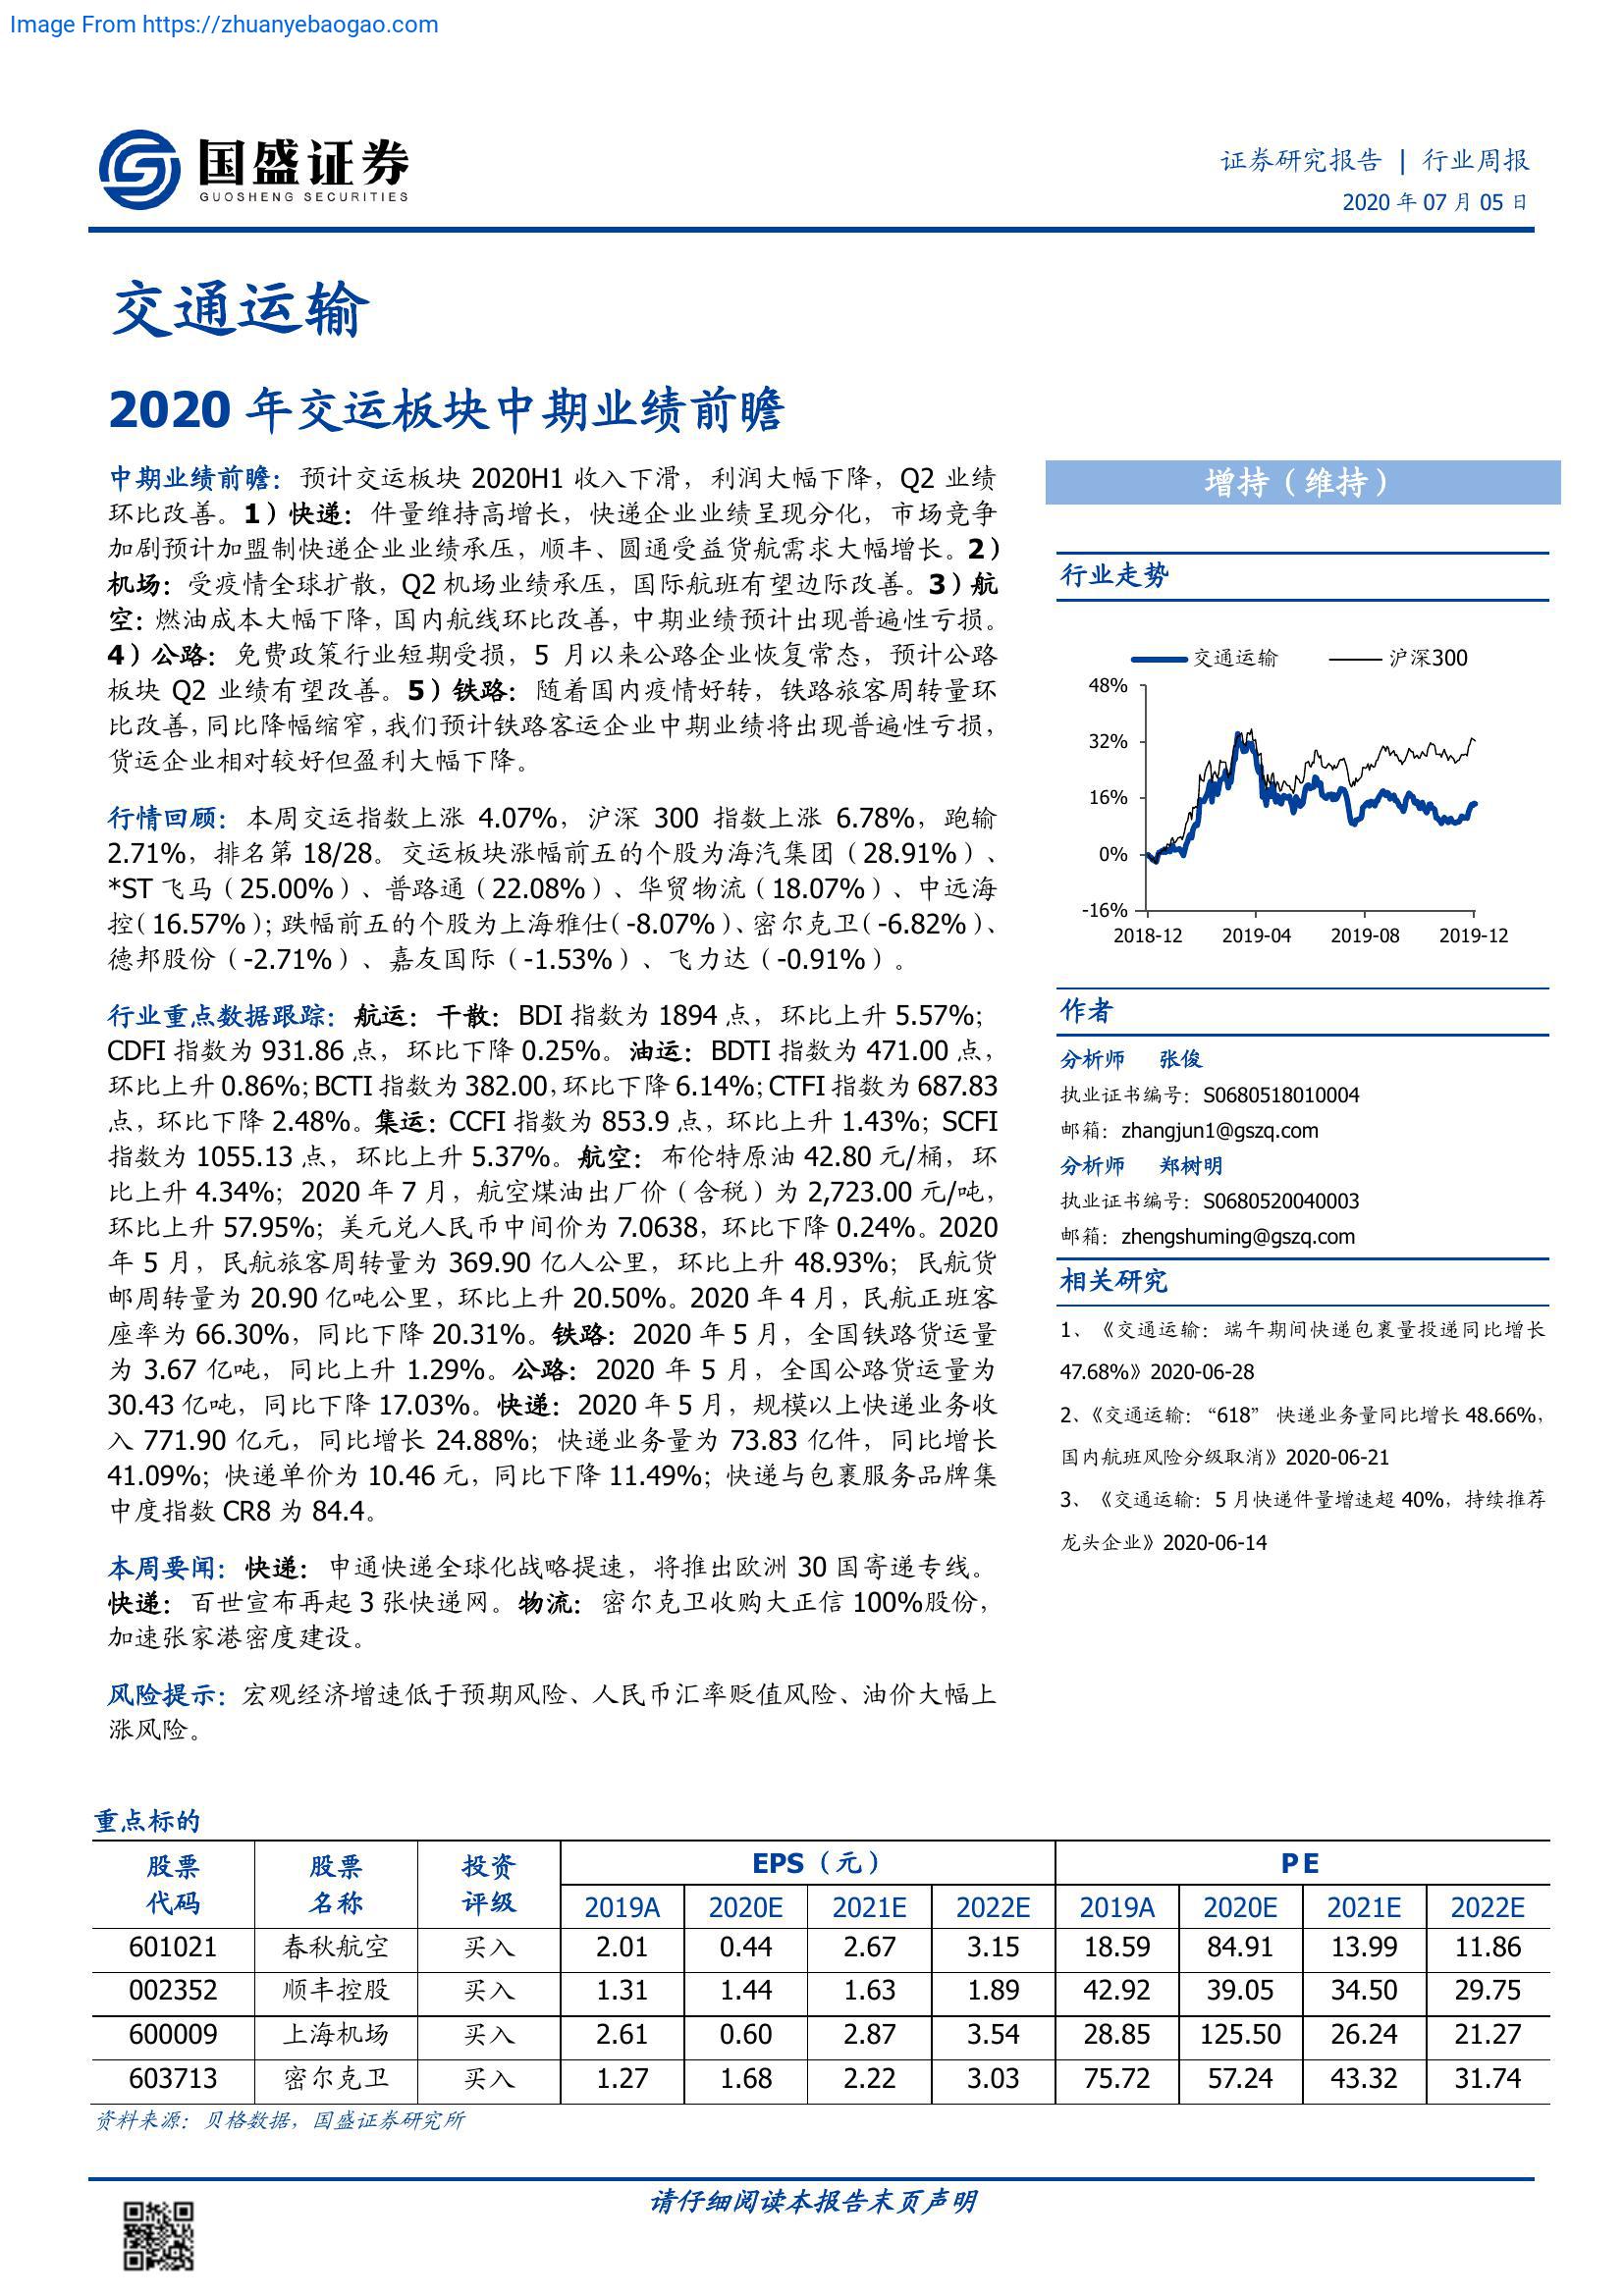 Image From https://zhuanyebaogao.com
国盛证券
GUOSHENG SECURITIES
证券研究报告 | 行业周报
2020 年 07 月 05 日
交通运输
2020 年交运板块中期业绩前瞻
中期业绩前瞻：预计交运板块 2020H1 收入下滑，利润大幅下降，Q2 业绩
环比改善。1）快递：件量维持高增长，快递企业业绩呈现分化，市场竞争
加剧预计加盟制快递企业业绩承压，顺丰、圆通受益货航需求大幅增长。2）
机场：受疫情全球扩散，Q2 机场业绩承压，国际航班有望边际改善。3）航
空：燃油成本大幅下降，国内航线环比改善，中期业绩预计出现普遍性亏损。
4）公路：免费政策行业短期受损，5 月以来公路企业恢复常态，预计公路
板块 Q2 业绩有望改善。5）铁路：随着国内疫情好转，铁路旅客周转量环
比改善，同比降幅缩窄，我们预计铁路客运企业中期业绩将出现普遍性亏损，
货运企业相对较好但盈利大幅下降。
行情回顾：本周交运指数上涨 4.07%，沪深 300 指数上涨 6.78%，跑输
2.71%，排名第 18/28。交运板块涨幅前五的个股为海汽集团（28.91%）、
*ST 飞马（25.00%）、普路通（22.08%）、华贸物流（18.07%）、中远海
控（16.57%）；跌幅前五的个股为上海雅仕（-8.07%）、密尔克卫（-6.82%）、
德邦股份（-2.71%）、嘉友国际（-1.53%）、飞力达（-0.91%）。
行业重点数据跟踪：航运：干散：BDI 指数为 1894 点，环比上升 5.57%；
CDFI 指数为 931.86 点，环比下降 0.25%。油运：BDTI 指数为 471.00 点，
环比上升 0.86%；BCTI 指数为 382.00，环比下降 6.14%；CTFI 指数为 687.83
点，环比下降 2.48%。集运：CCFI 指数为 853.9 点，环比上升 1.43%；SCFI
指数为 1055.13 点，环比上升 5.37%。航空：布伦特原油 42.80 元/桶，环
比上升 4.34%；2020 年 7 月，航空煤油出厂价（含税）为 2,723.00 元/吨，
环比上升 57.95%；美元兑人民币中间价为 7.0638，环比下降 0.24%。2020
年 5 月，民航旅客周转量为 369.90 亿人公里，环比上升 48.93%；民航货
邮周转量为 20.90 亿吨公里，环比上升 20.50%。2020 年 4 月，民航正班客
座率为 66.30%，同比下降 20.31%。铁路：2020 年 5 月，全国铁路货运量
为 3.67 亿吨，同比上升 1.29%。公路：2020 年 5 月，全国公路货运量为
30.43 亿吨，同比下降 17.03%。快递：2020 年 5 月，规模以上快递业务收
入 771.90 亿元，同比增长 24.88%；快递业务量为 73.83 亿件，同比增长
41.09%；快递单价为 10.46 元，同比下降 11.49%；快递与包裹服务品牌集
中度指数 CR8 为 84.4。
本周要闻：快递：申通快递全球化战略提速，将推出欧洲 30 国寄递专线。
快递：百世宣布再起 3 张快递网。物流：密尔克卫收购大正信 100%股份，
加速张家港密度建设。
风险提示：宏观经济增速低于预期风险、人民币汇率贬值风险、油价大幅上
涨风险。
增持（维持）
行业走势
交通运输 沪深300
48%
32%
16%
0%
-16%
2018-12 2019-04 2019-08 2019-12
作者
分析师 张俊
执业证书编号：S0680518010004
邮箱：zhangjun1@gszq.com
分析师 郑树明
执业证书编号：S0680520040003
邮箱：zhengshuming@gszq.com
相关研究
1、《交通运输：端午期间快递包裹量投递同比增长
47.68%》2020-06-28
2、《交通运输：“618” 快递业务量同比增长 48.66%，
国内航班风险分级取消》2020-06-21
3、《交通运输：5 月快递件量增速超 40%，持续推荐
龙头企业》2020-06-14
重点标的
股票 股票 投资 EPS（元） P E
代码 名称 评级 2019A 2020E 2021E 2022E 2019A 2020E 2021E 2022E
601021 春秋航空 买入 2.01 0.44 2.67 3.15 18.59 84.91 13.99 11.86
002352 顺丰控股 买入 1.31 1.44 1.63 1.89 42.92 39.05 34.50 29.75
600009 上海机场 买入 2.61 0.60 2.87 3.54 28.85 125.50 26.24 21.27
603713 密尔克卫 买入 1.27 1.68 2.22 3.03 75.72 57.24 43.32 31.74
资料来源：贝格数据，国盛证券研究所
请仔细阅读本报告末页声明